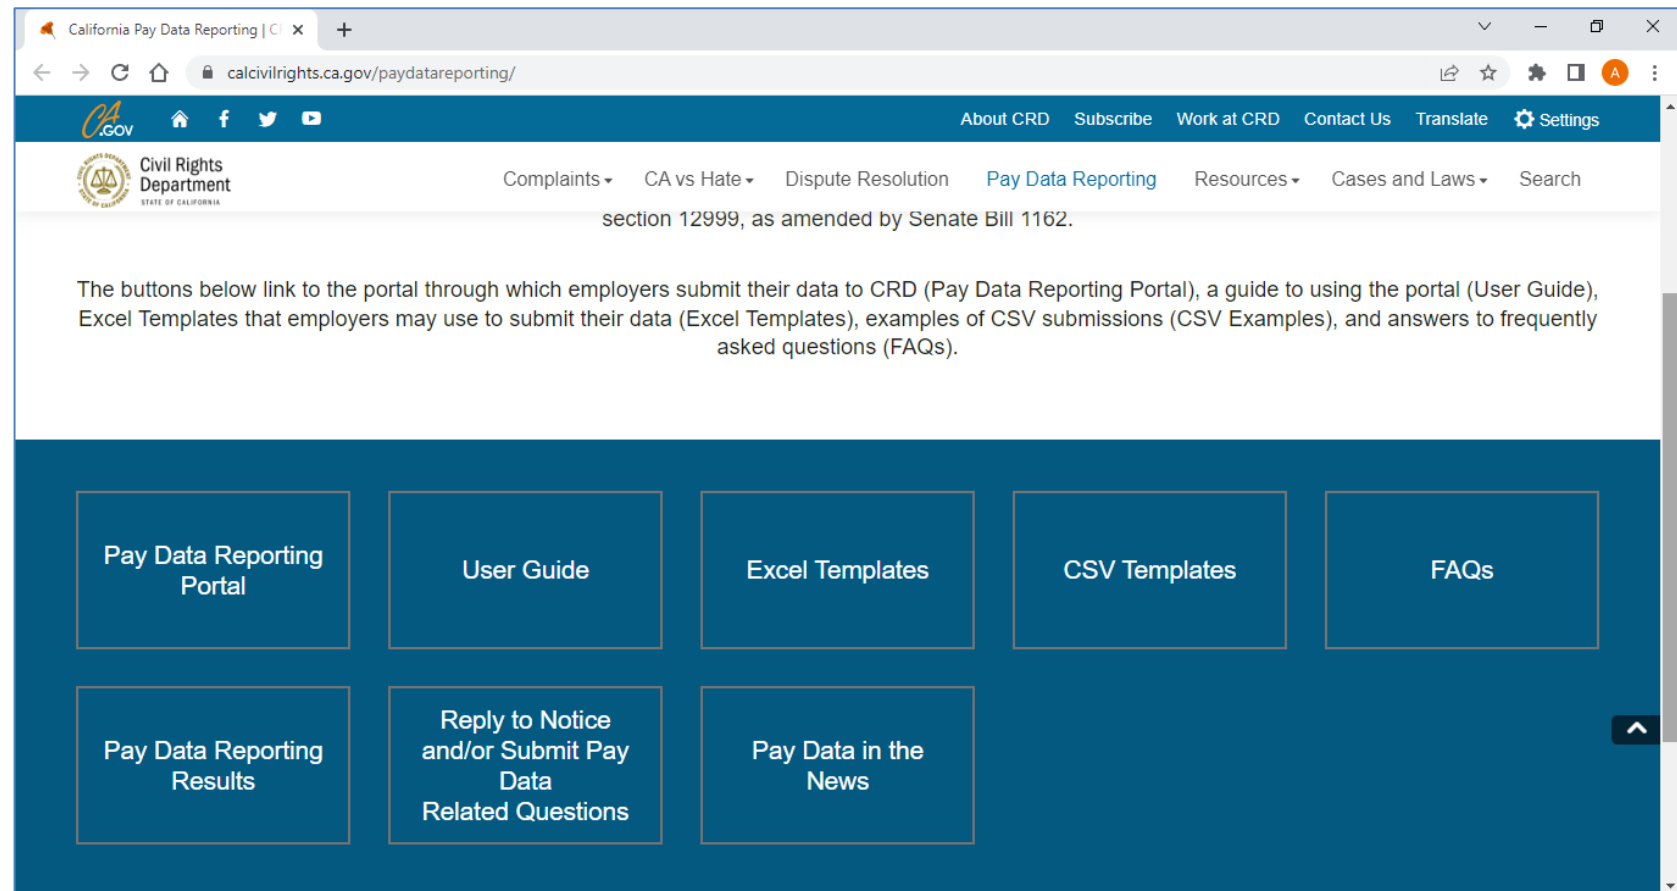 California Pay Data Reporting | C
calcivilrights.ca.gov/paydatareporting/
A
CA.GOV
About CRD Subscribe Work at CRD Contact Us Translate Settings
Civil Rights
Department
STATE OF CALIFORNIA
Complaints CA vs Hate Dispute Resolution Pay Data Reporting Resources Cases and Laws Search
section 12999, as amended by Senate Bill 1162.
The buttons below link to the portal through which employers submit their data to CRD (Pay Data Reporting Portal), a guide to using the portal (User Guide),
Excel Templates that employers may use to submit their data (Excel Templates), examples of CSV submissions (CSV Examples), and answers to frequently
asked questions (FAQs).
Pay Data Reporting
Portal
User Guide
Excel Templates
CSV Templates
FAQs
Pay Data Reporting
Results
Reply to Notice
and/or Submit Pay
Data
Related Questions
Pay Data in the
News